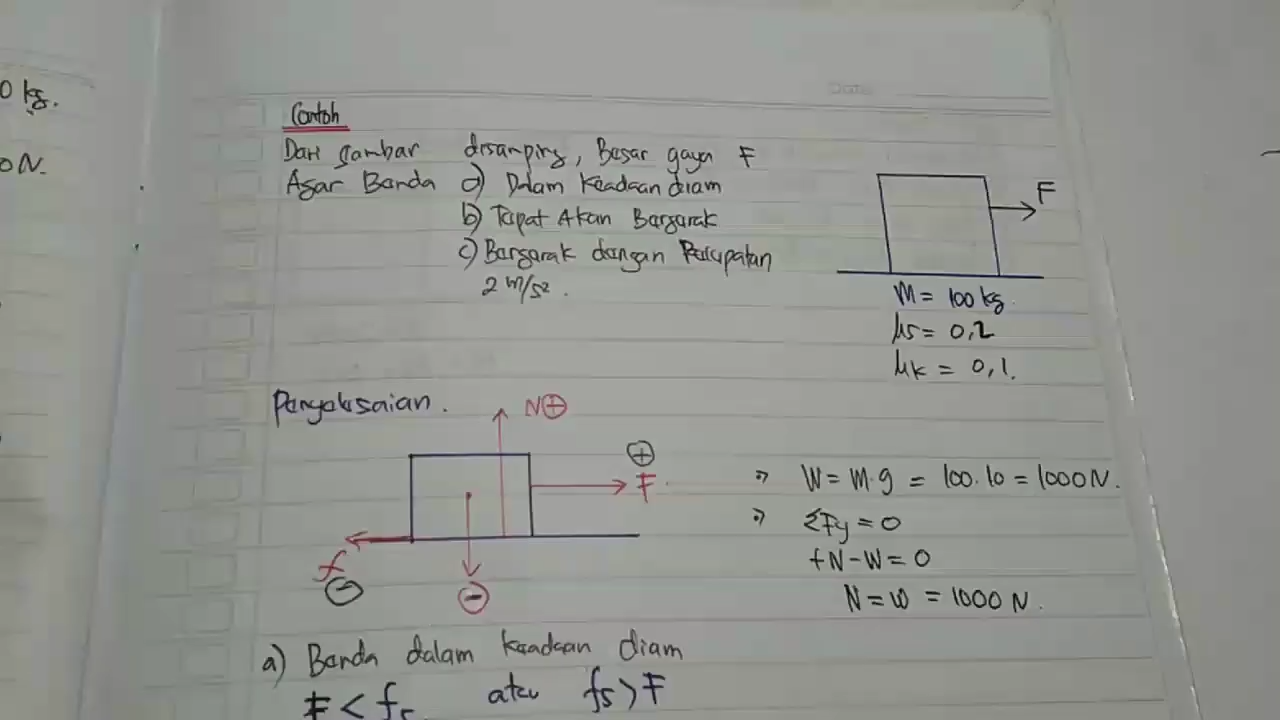 0 kg.
0 N.
Date
Contoh
Dari gambar disamping, Besar gaya F
Agar Benda a) Dalam Keadaan diam
b) Tepat Akan Bergerak
c) Bergerak dengan Percepatan
2 m/s².
F
m = 100 kg.
μs = 0,2
μk = 0,1.
Penyelesaian.
N +
+
F
f
-
-
W = m.g = 100.10 = 1000 N.
ΣFy = 0
+N-W = 0
N = W = 1000 N.
a) Benda dalam keadaan diam
F < fs atau fs > F